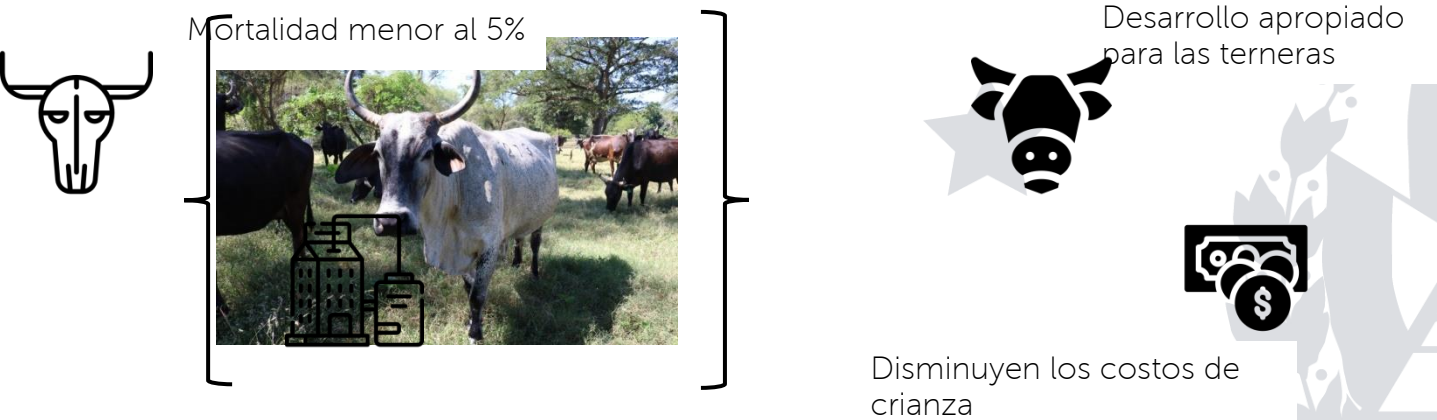 Mortalidad menor al 5%
Desarrollo apropiado
para las terneras
$
Disminuyen los costos de
crianza